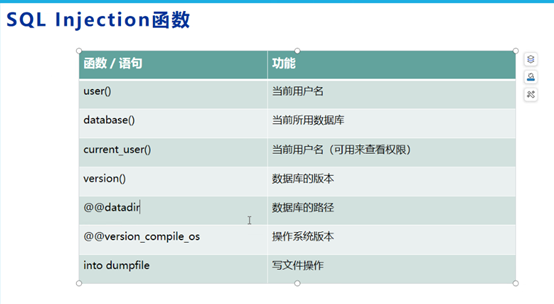 SQL Injection函数
函数 / 语句 功能
user() 当前用户名
database() 当前所用数据库
current_user() 当前用户名（可用来查看权限）
version() 数据库的版本
@@datadir 数据库的路径
@@version_compile_os 操作系统版本
into dumpfile 写文件操作